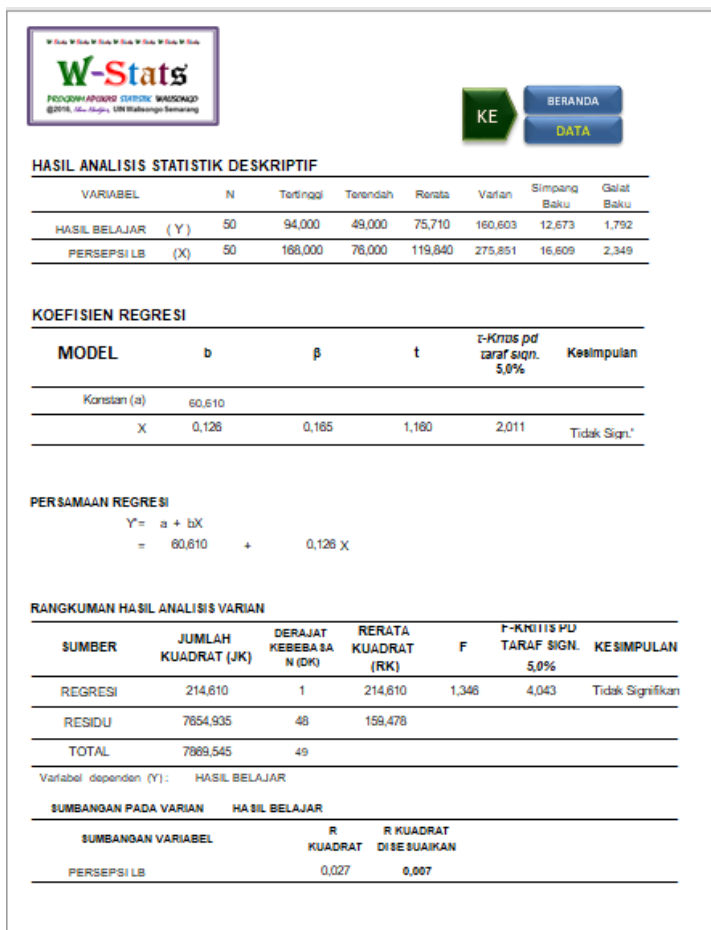 W-Stats
PROGRAM APLIKASI STATISTIK WALISONGO
@2016, UIN Walisongo Semarang
KE
BERANDA
DATA
HASIL ANALISIS STATISTIK DESKRIPTIF
VARIABEL N Tertinggi Terendah Rerata Varian Simpang Baku Galat Baku
HASIL BELAJAR (Y) 50 94,000 49,000 75,710 160,603 12,673 1,792
PERSEPSI LB (X) 50 168,000 76,000 119,840 275,851 16,609 2,349
KOEFISIEN REGRESI
MODEL b β t t-Kritis pd taraf sign. 5,0% Kesimpulan
Konstan (a) 60,610
X 0,126 0,165 1,160 2,011 Tidak Sign.*
PERSAMAAN REGRESI
Y'= a + bX
= 60,610 + 0,126 X
RANGKUMAN HASIL ANALISIS VARIAN
SUMBER JUMLAH KUADRAT (JK) DERAJAT KEBEBASAN (DK) RERATA KUADRAT (RK) F F-KRITIS PD TARAF SIGN. 5,0% KESIMPULAN
REGRESI 214,610 1 214,610 1,346 4,043 Tidak Signifikan
RESIDU 7654,935 48 159,478
TOTAL 7869,545 49
Variabel dependen (Y): HASIL BELAJAR
SUMBANGAN PADA VARIAN HASIL BELAJAR
SUMBANGAN VARIABEL R KUADRAT R KUADRAT DISESUAIKAN
PERSEPSI LB 0,027 0,007